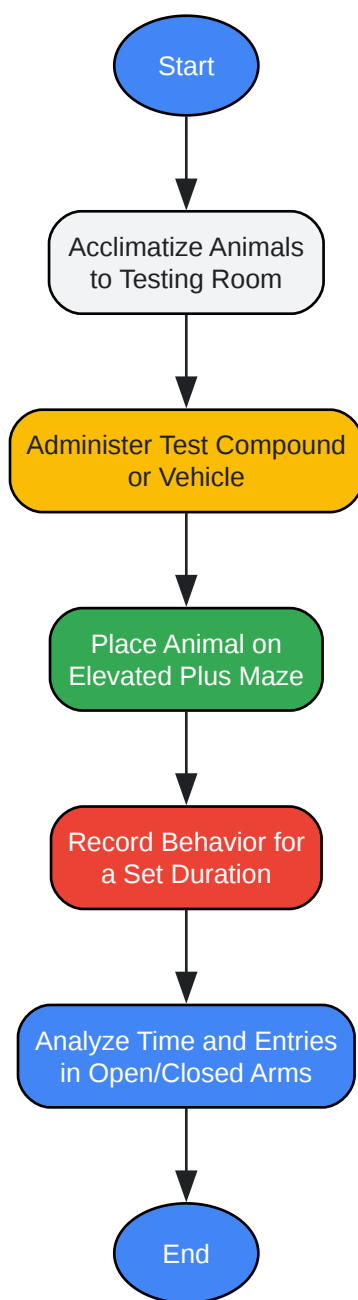 Start
Acclimatize Animals
to Testing Room
Administer Test Compound
or Vehicle
Place Animal on
Elevated Plus Maze
Record Behavior for
a Set Duration
Analyze Time and Entries
in Open/Closed Arms
End